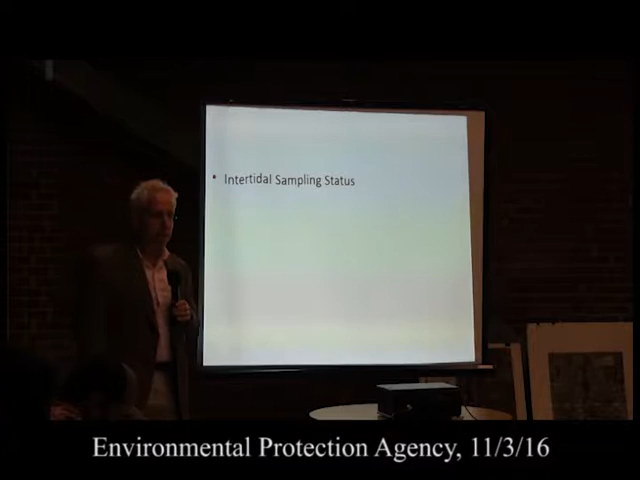 • Intertidal Sampling Status
Environmental Protection Agency, 11/3/16